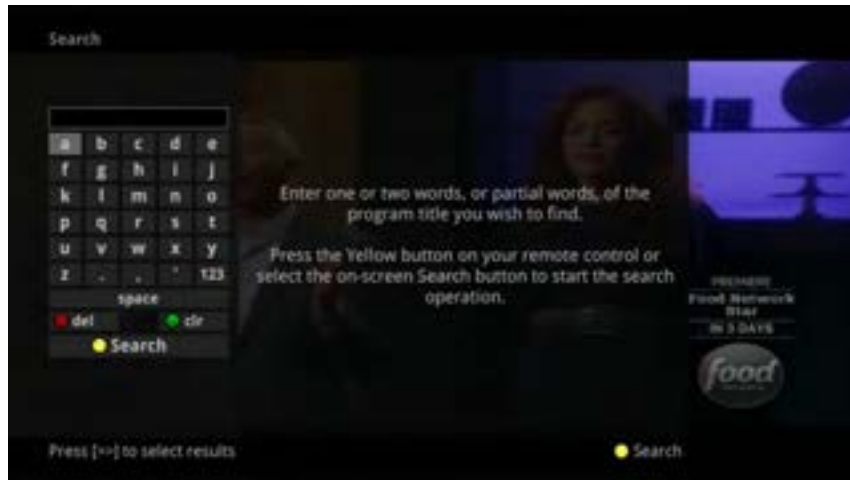 Search
a b c d e
f g h i j
k l m n o
p q r s t
u v w x y
z - . ' 123
space
del clr
Search
Enter one or two words, or partial words, of the
program title you wish to find.
Press the Yellow button on your remote control or
select the on-screen Search button to start the search
operation.
PREMIERE
Food Network
Star
IN 3 DAYS
food
Press [>>] to select results
Search